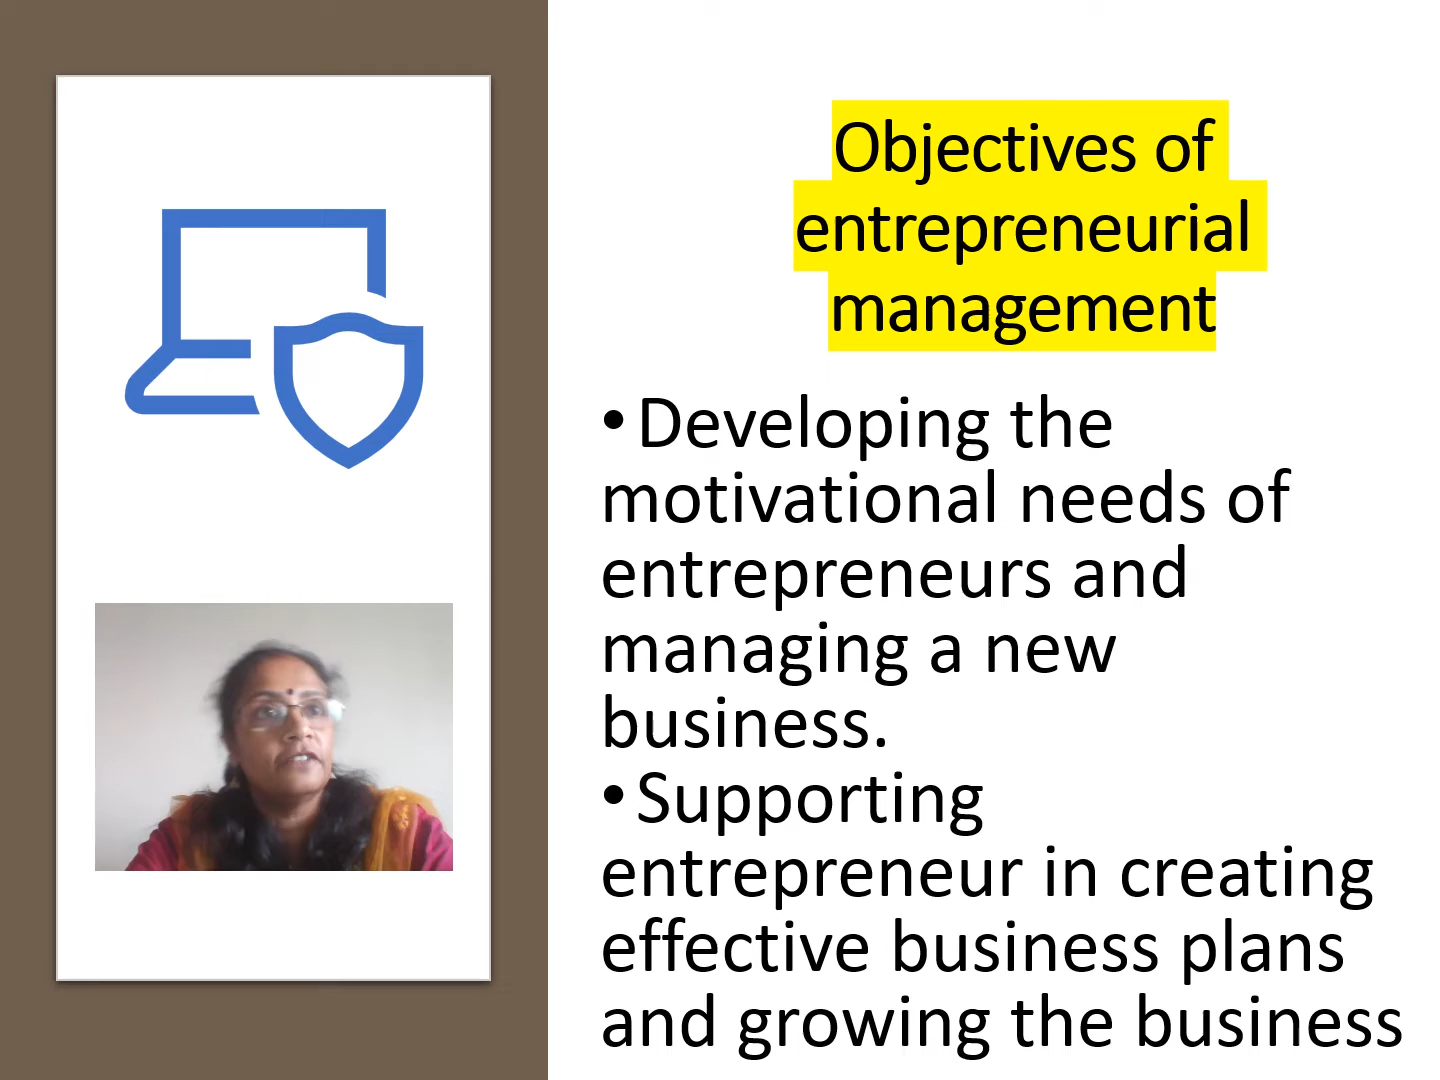 Objectives of
entrepreneurial
management
•Developing the
motivational needs of
entrepreneurs and
managing a new
business.
•Supporting
entrepreneur in creating
effective business plans
and growing the business